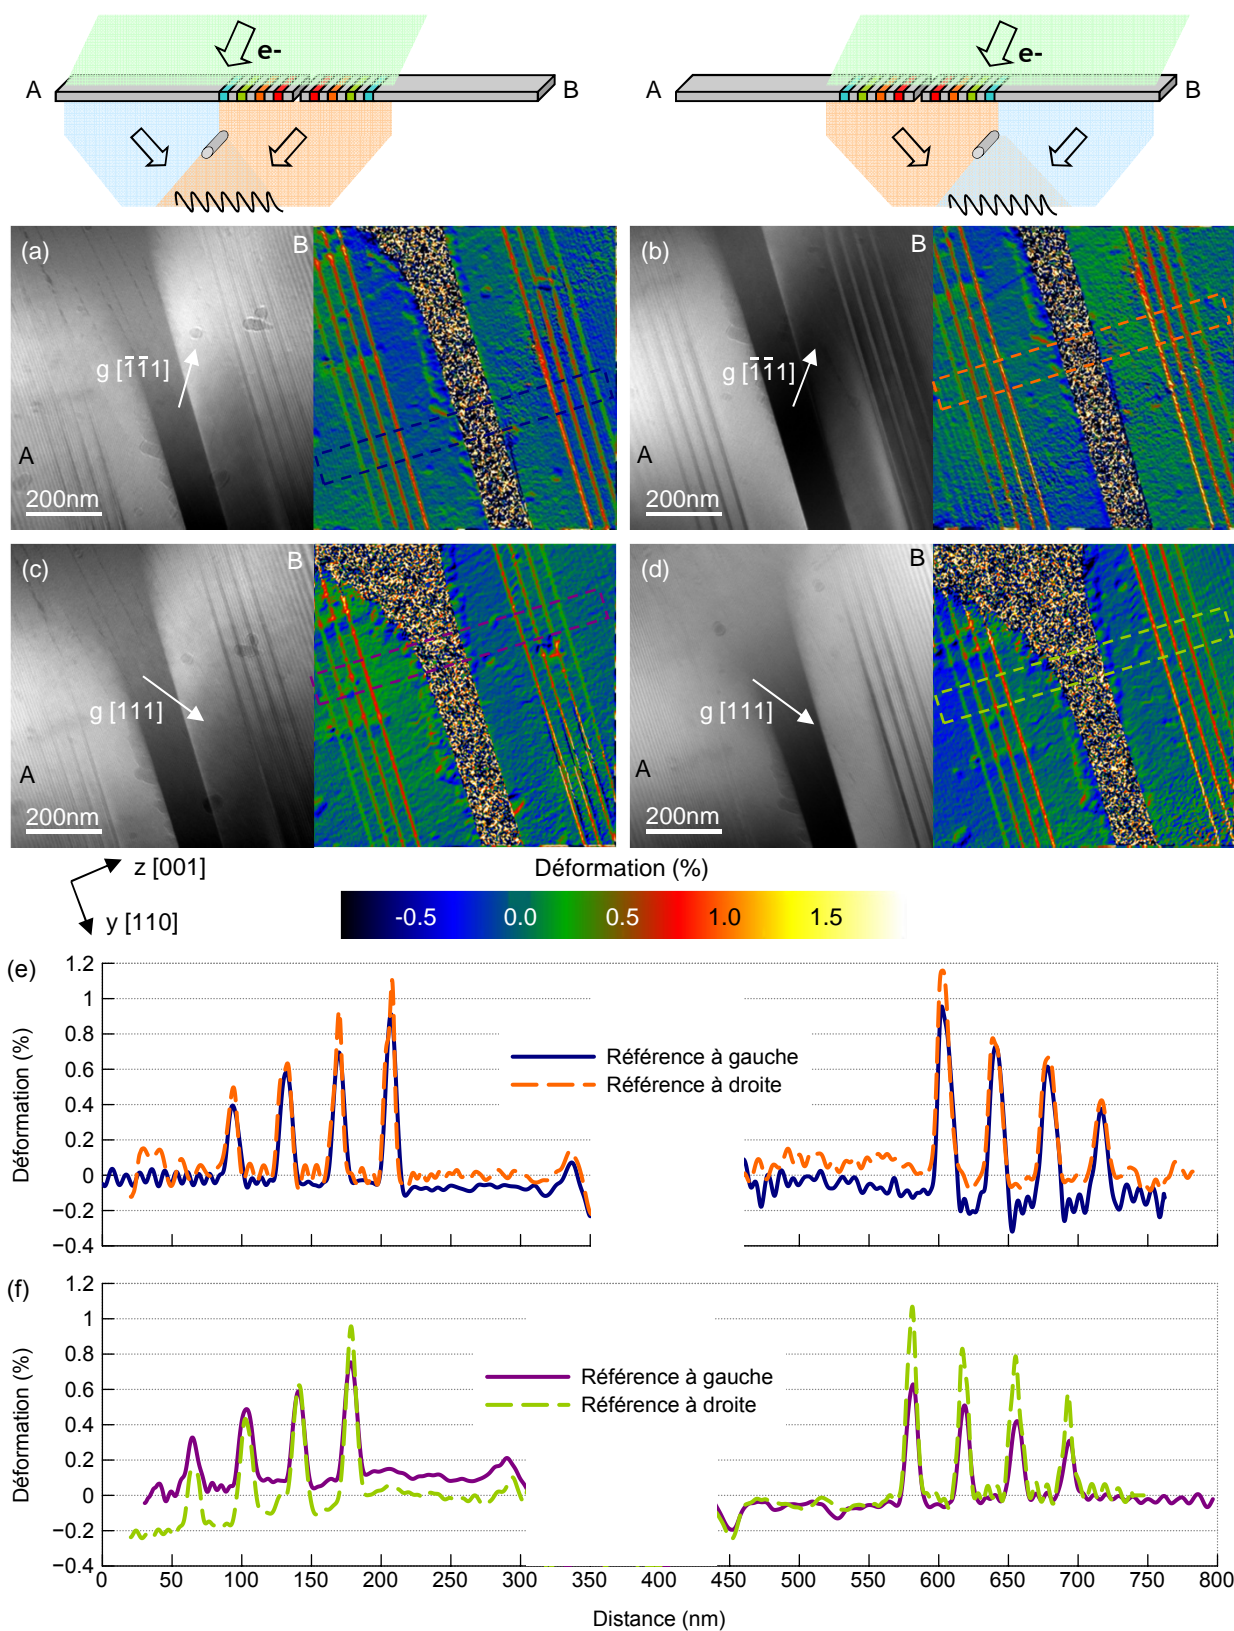 e-
A
B
e-
A
B
(a)
B
g [1̄1̄1]
A
200nm
(b)
B
g [1̄1̄1]
A
200nm
(c)
B
g [111]
A
200nm
(d)
B
g [111]
A
200nm
z [001]
y [110]
Déformation (%)
-0.5 0.0 0.5 1.0 1.5
(e)
Déformation (%)
1.2
1
0.8
0.6
0.4
0.2
0
−0.2
−0.4
Référence à gauche
Référence à droite
(f)
Déformation (%)
1.2
1
0.8
0.6
0.4
0.2
0
−0.2
−0.4
Référence à gauche
Référence à droite
0 50 100 150 200 250 300 350 400 450 500 550 600 650 700 750 800
Distance (nm)